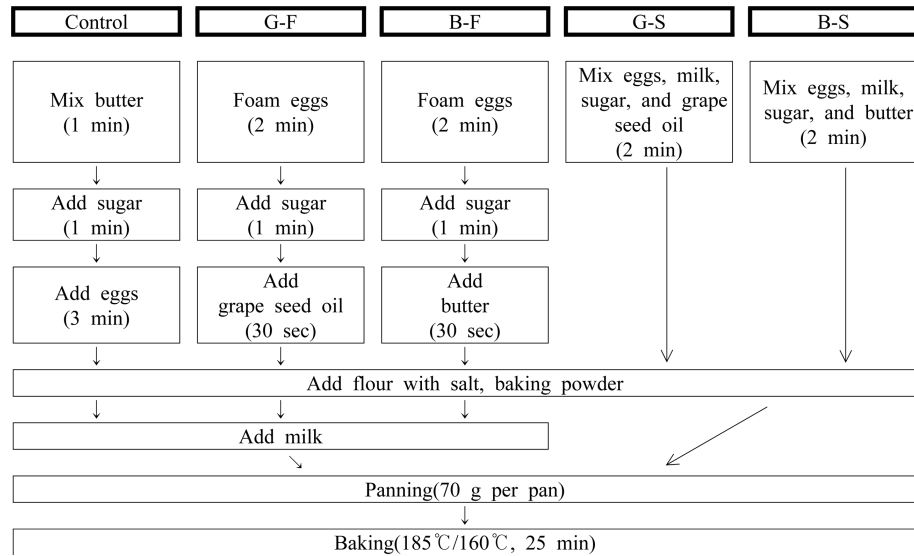 Control
G-F
B-F
G-S
B-S
Mix butter
(1 min)
Foam eggs
(2 min)
Foam eggs
(2 min)
Mix eggs, milk,
sugar, and grape
seed oil
(2 min)
Mix eggs, milk,
sugar, and butter
(2 min)
Add sugar
(1 min)
Add sugar
(1 min)
Add sugar
(1 min)
Add eggs
(3 min)
Add
grape seed oil
(30 sec)
Add
butter
(30 sec)
Add flour with salt, baking powder
Add milk
Panning(70 g per pan)
Baking(185℃/160℃, 25 min)